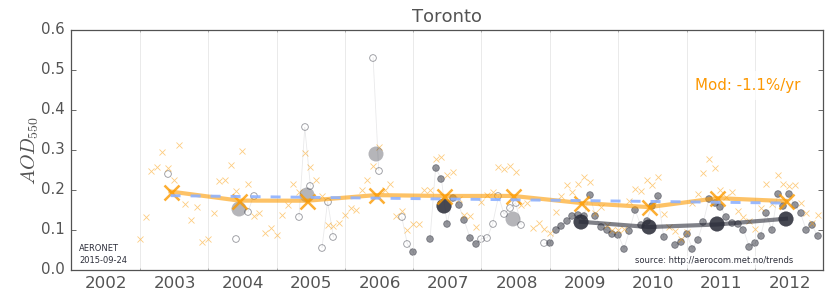 Toronto
0.6
0.5
0.4
0.3
0.2
0.1
0.0
AOD550
Mod: -1.1%/yr
AERONET
2015-09-24
source: http://aerocom.met.no/trends
2002 2003 2004 2005 2006 2007 2008 2009 2010 2011 2012